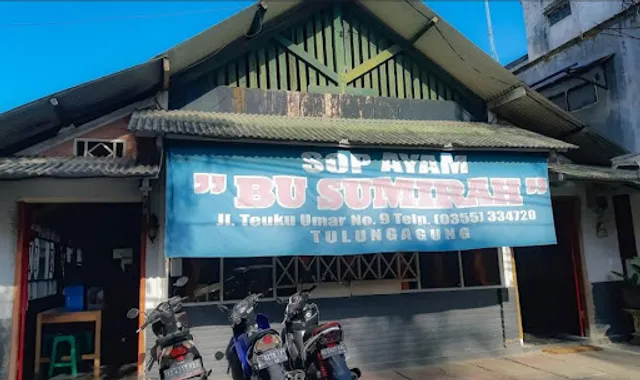 SOP AYAM
"BU SUMIRAH"
Jl. Teuku Umar No. 9 Telp. (0355) 334720
TULUNGAGUNG